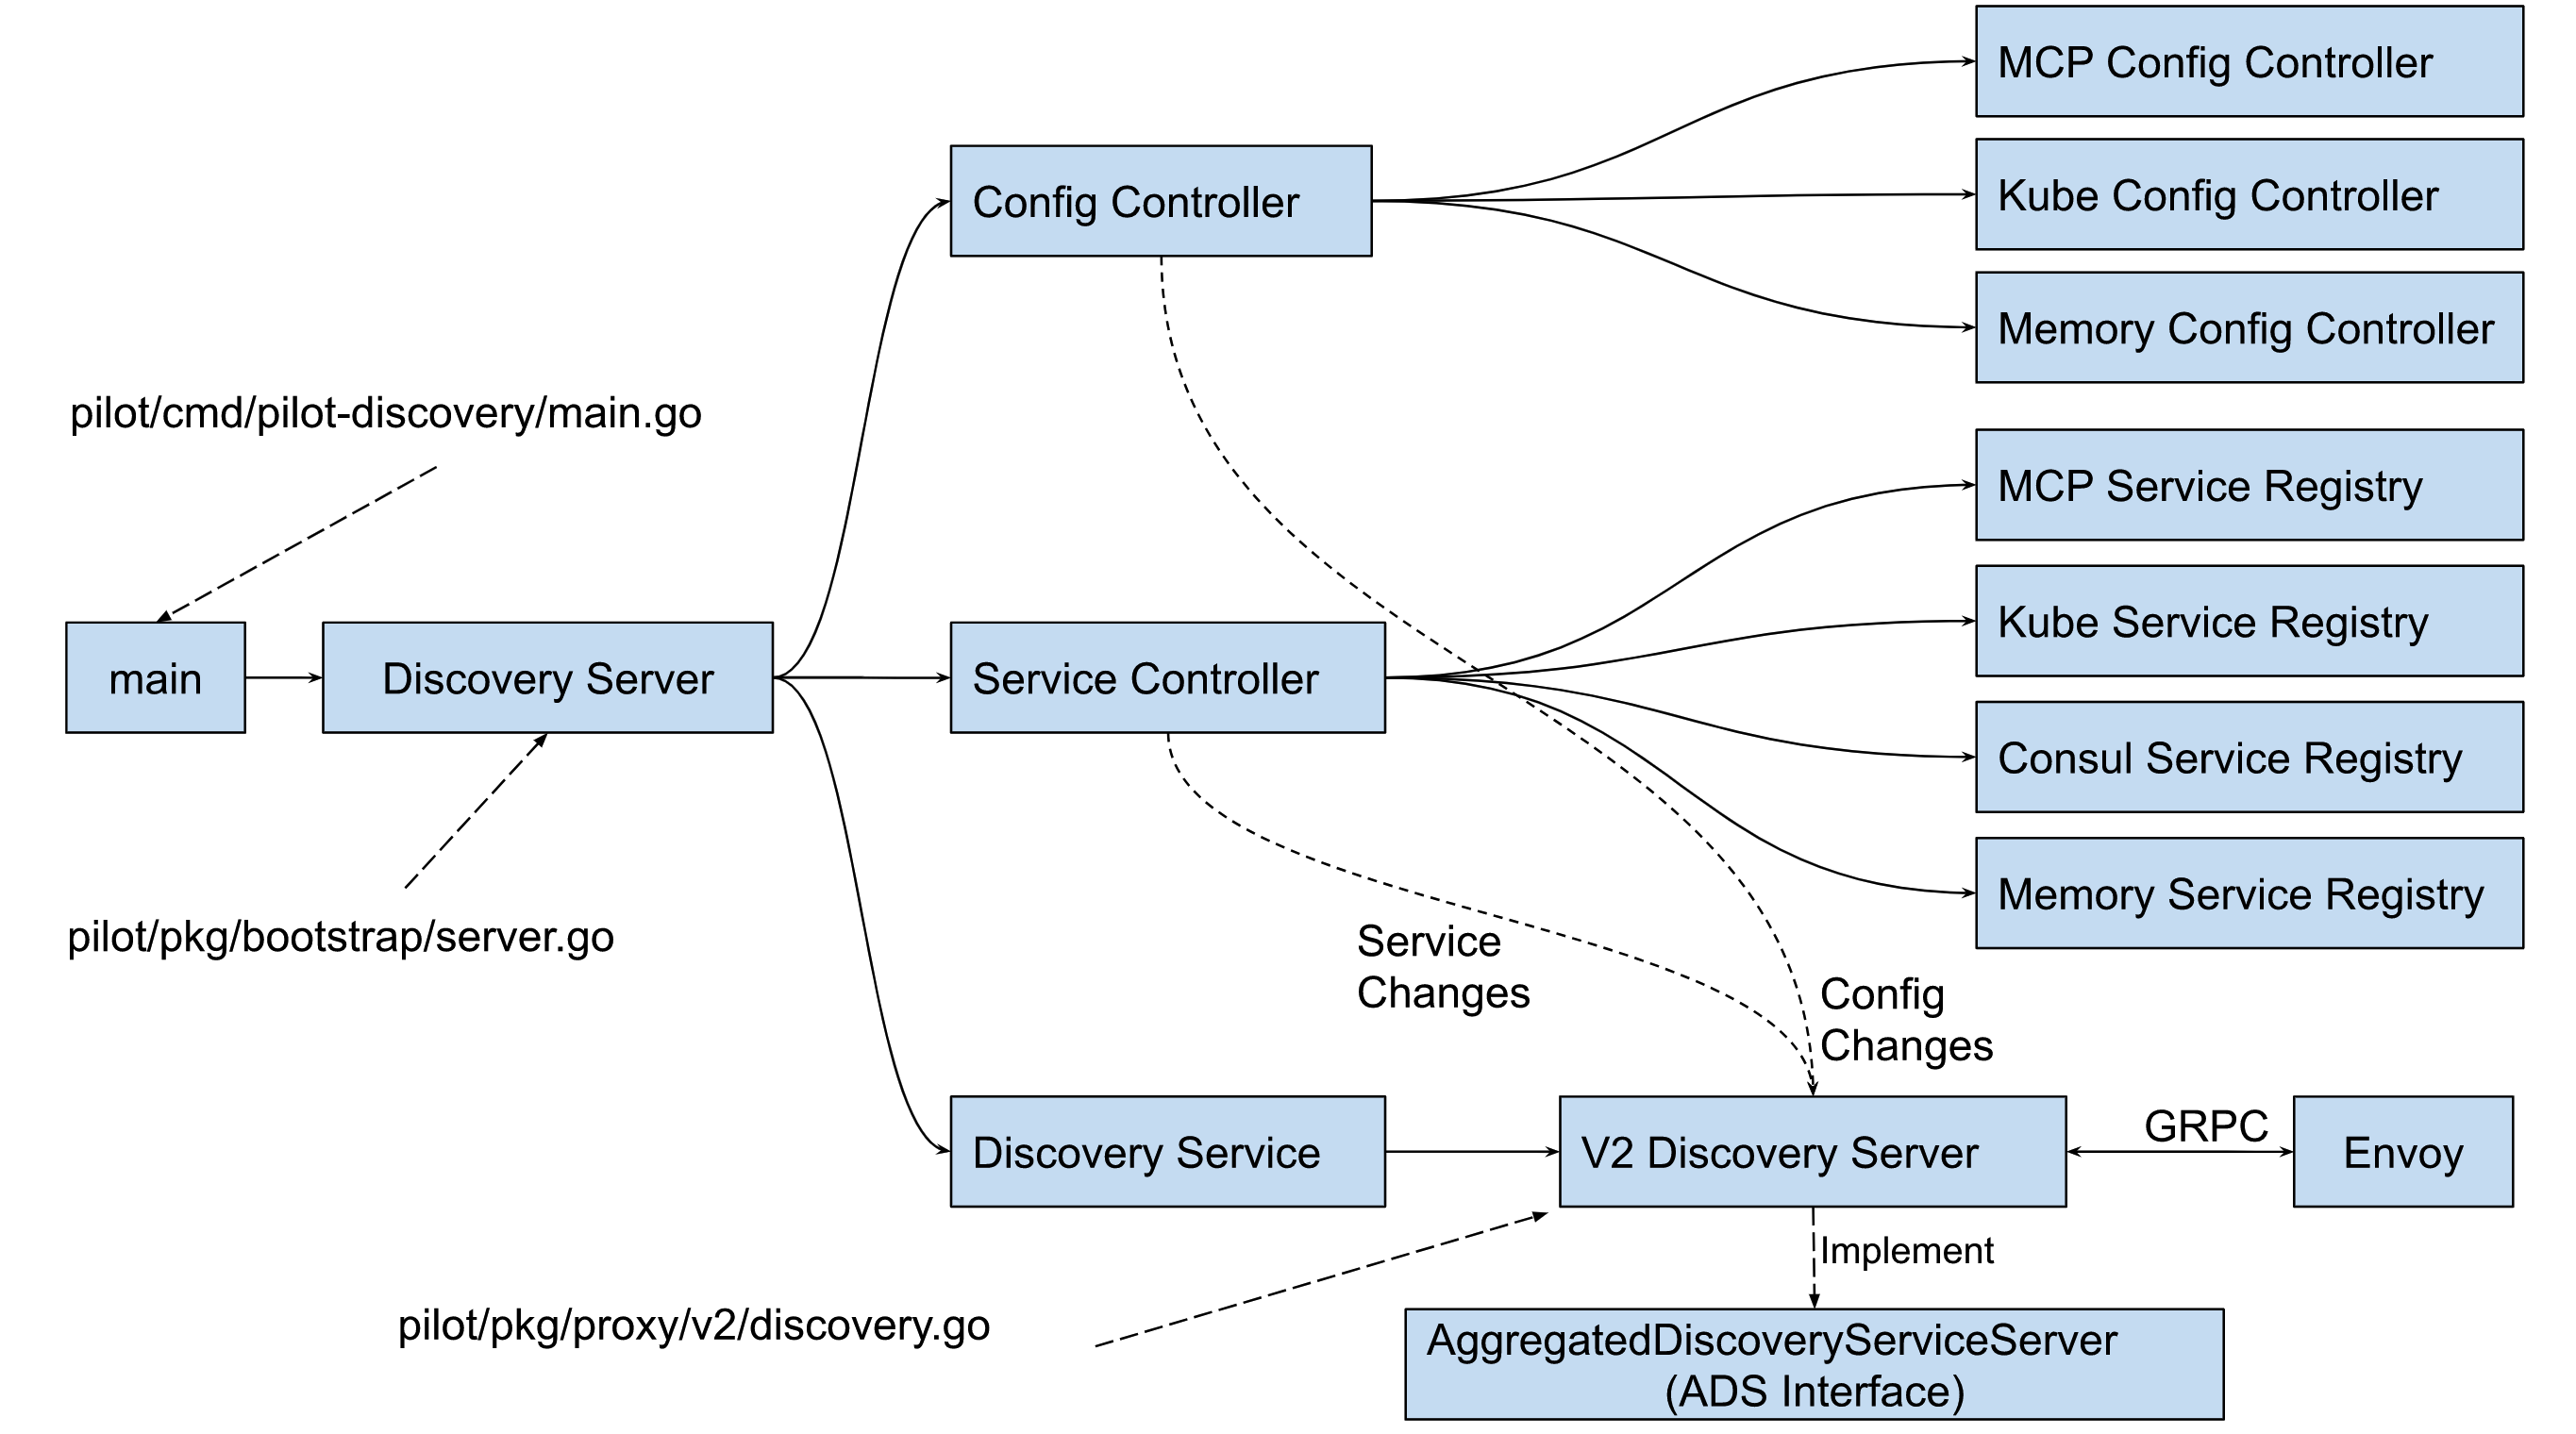 MCP Config Controller
Config Controller
Kube Config Controller
Memory Config Controller
pilot/cmd/pilot-discovery/main.go
MCP Service Registry
main
Discovery Server
Service Controller
Kube Service Registry
Consul Service Registry
Memory Service Registry
pilot/pkg/bootstrap/server.go
Service
Changes
Config
Changes
Discovery Service
V2 Discovery Server
GRPC
Envoy
Implement
pilot/pkg/proxy/v2/discovery.go
AggregatedDiscoveryServiceServer
(ADS Interface)